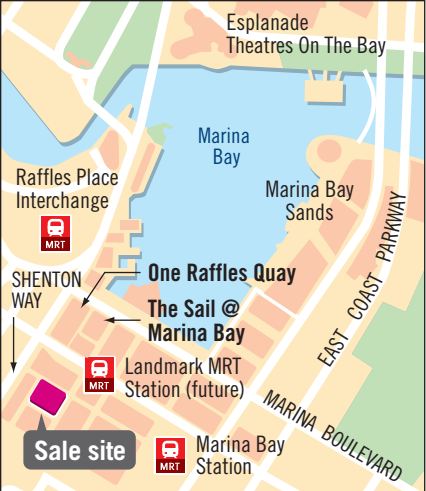 Esplanade
Theatres On The Bay
Marina
Bay
Raffles Place
Interchange
MRT
Marina Bay
Sands
EAST COAST PARKWAY
SHENTON
WAY
One Raffles Quay
The Sail @
Marina Bay
MRT
Landmark MRT
Station (future)
MARINA BOULEVARD
Sale site
MRT
Marina Bay
Station